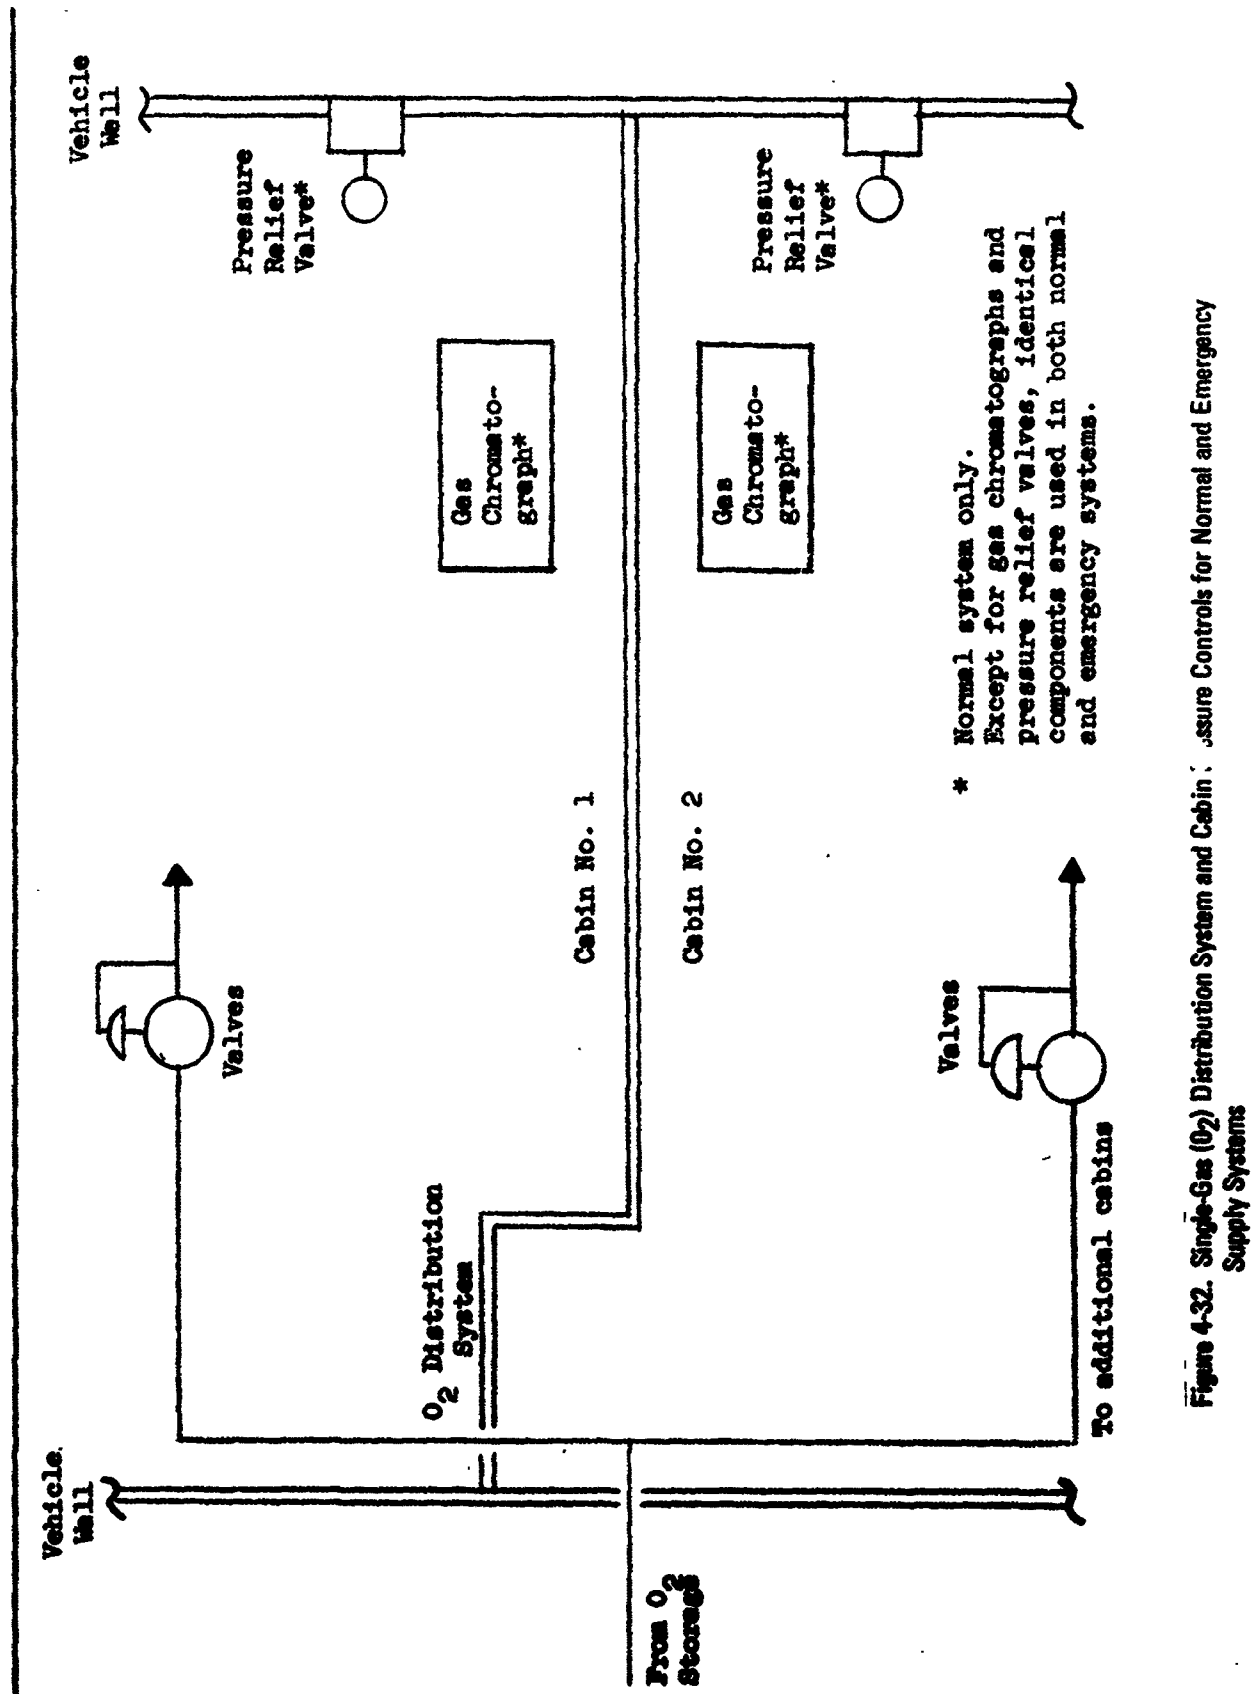 Vehicle
Wall
Pressure
Relief
Valve*
Gas
Chromato-
graph*
Valves
Cabin No. 1
O2 Distribution
System
Vehicle
Wall
From O2
Storage
Cabin No. 2
Gas
Chromato-
graph*
Pressure
Relief
Valve*
Valves
To additional cabins
* Normal system only.
Except for gas chromatographs and
pressure relief valves, identical
components are used in both normal
and emergency systems.
Figure 4-32. Single-Gas (O2) Distribution System and Cabin ssure Controls for Normal and Emergency
Supply Systems